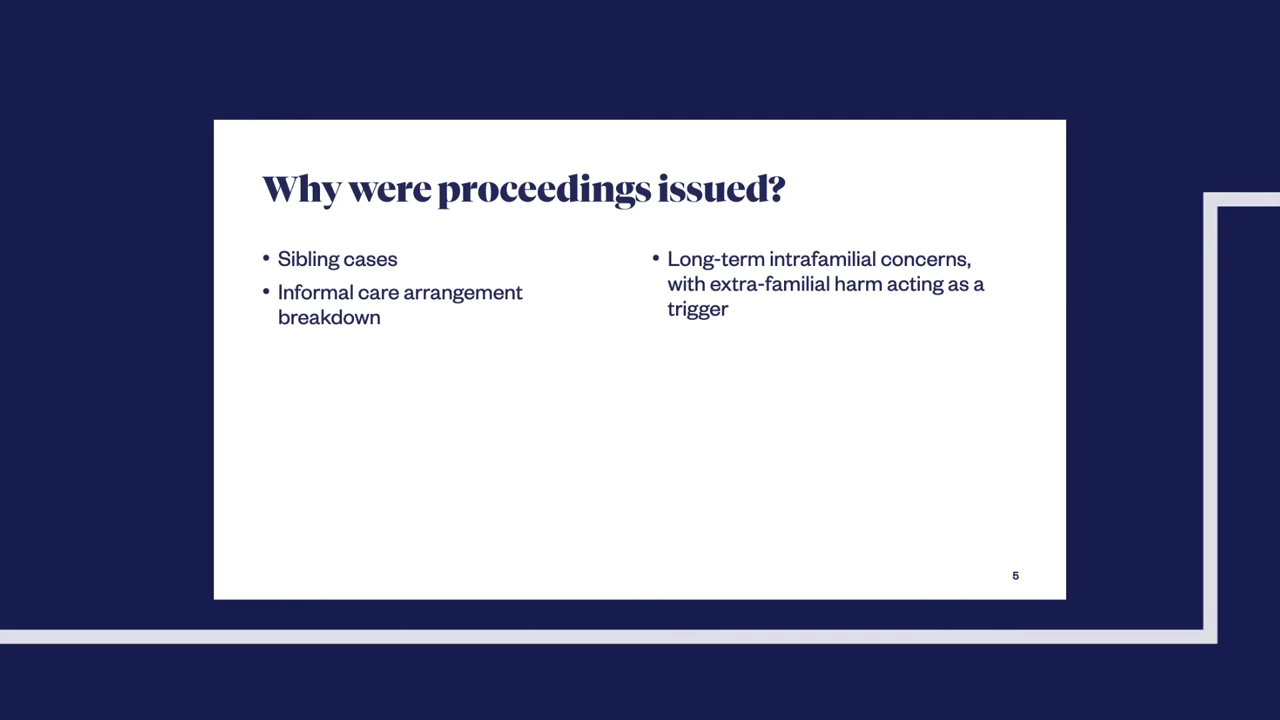 Why were proceedings issued?
• Sibling cases
• Informal care arrangement
breakdown
• Long-term intrafamilial concerns,
with extra-familial harm acting as a
trigger
5